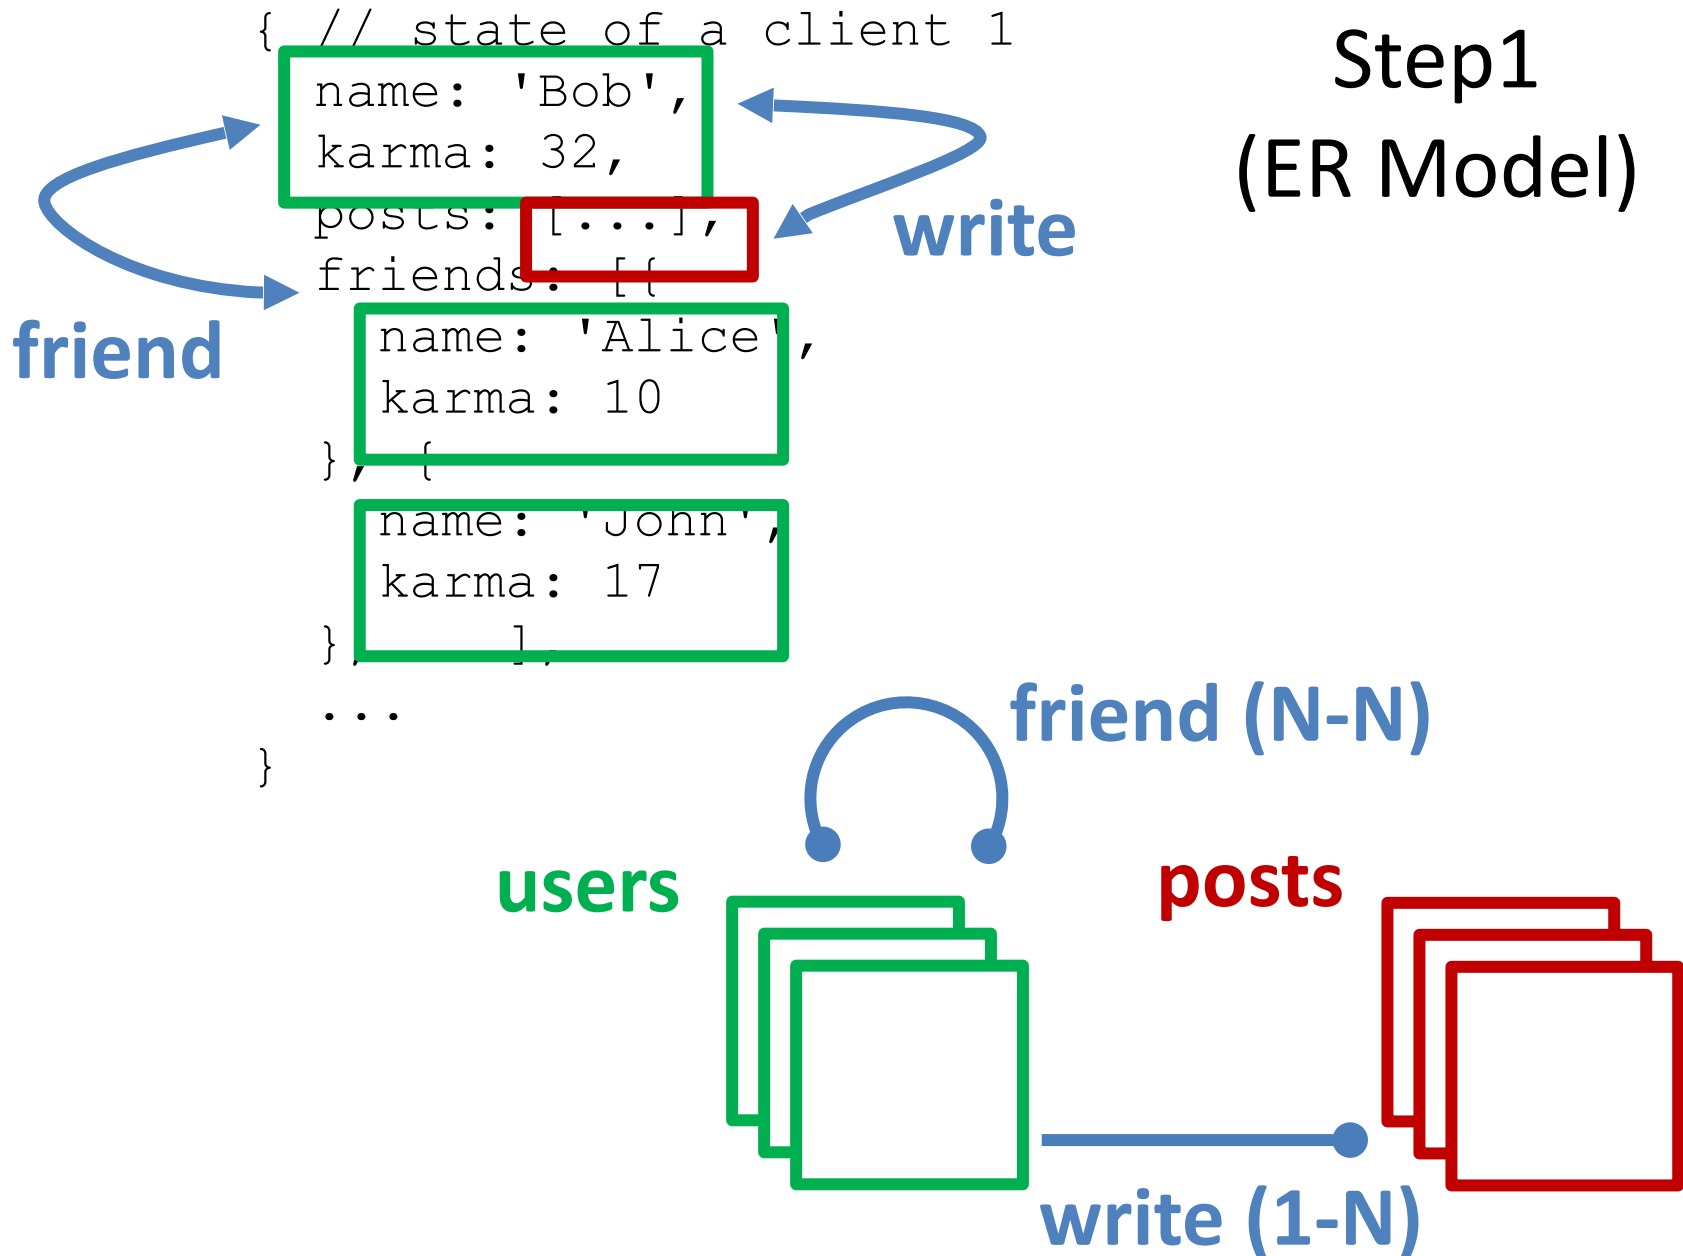 { // state of a client 1
name: 'Bob',
karma: 32,
posts: [...],
friends: [{
name: 'Alice',
karma: 10
}, {
name: 'John',
karma: 17
}, ],
...
}
Step1
(ER Model)
write
friend
friend (N-N)
users
posts
write (1-N)